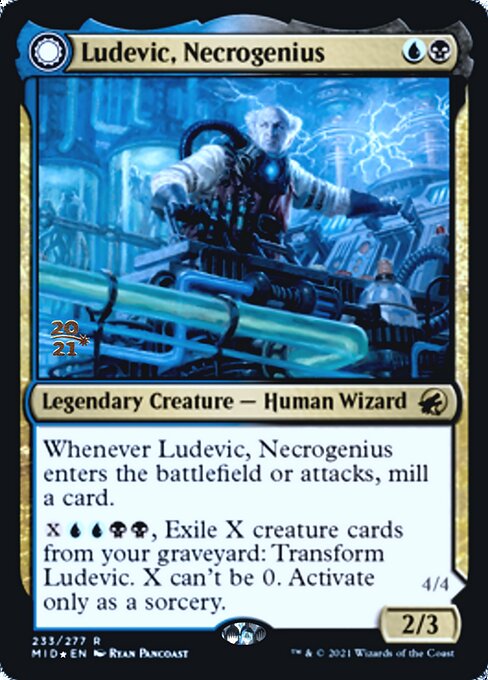 Ludevic, Necrogenius
20
21
Legendary Creature — Human Wizard
Whenever Ludevic, Necrogenius
enters the battlefield or attacks, mill
a card.
X, Exile X creature cards
from your graveyard: Transform
Ludevic. X can't be 0. Activate
only as a sorcery.
4/4
2/3
233/277 R
MID★EN Ryan Pancoast
™ & © 2021 Wizards of the Coast